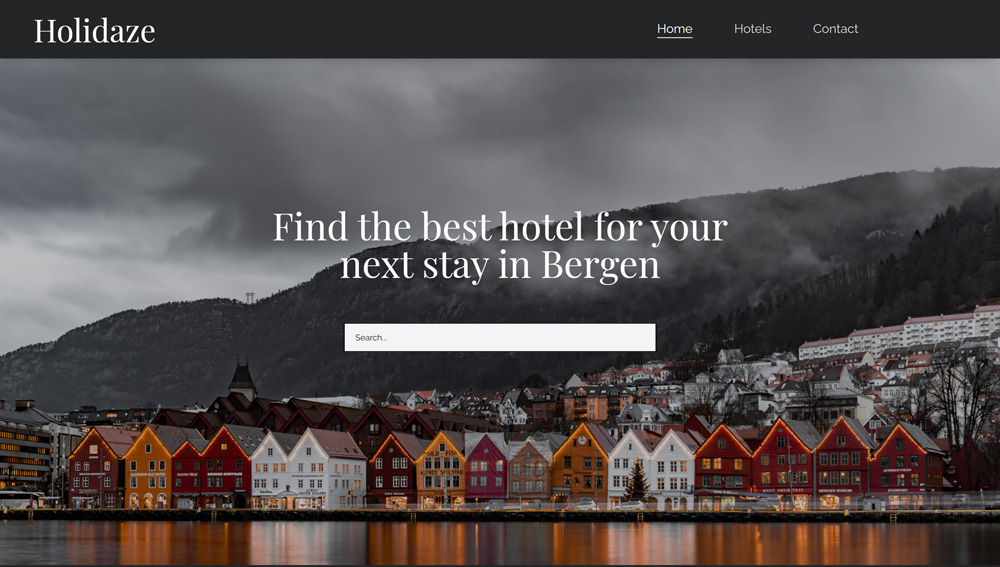 Holidaze
Home
Hotels
Contact
Find the best hotel for your
next stay in Bergen
Search...